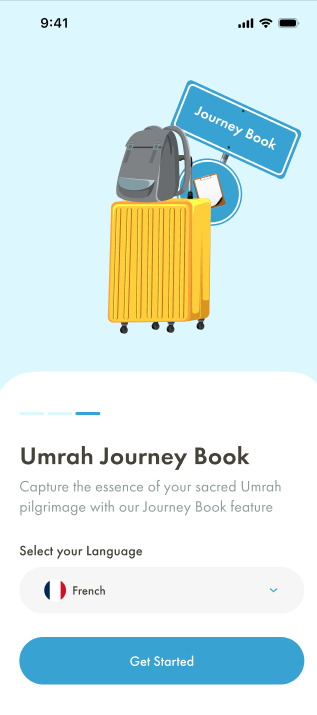 9:41
Journey Book
Umrah Journey Book
Capture the essence of your sacred Umrah
pilgrimage with our Journey Book feature
Select your Language
French
Get Started